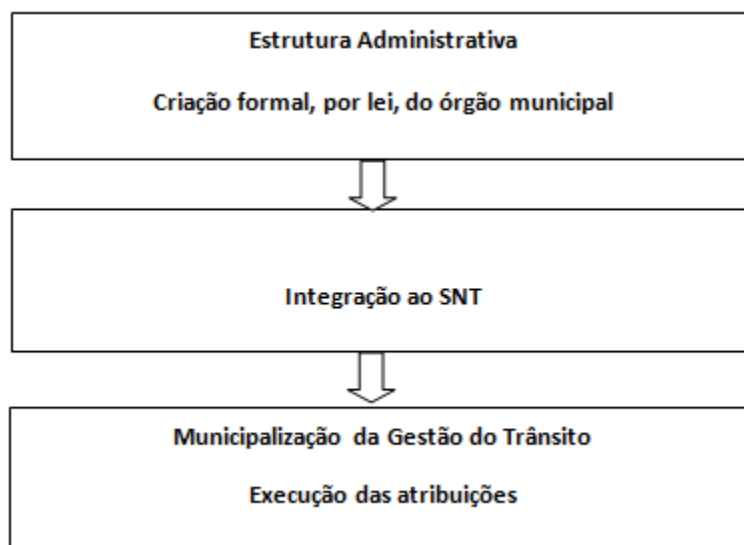 Estrutura Administrativa
Criação formal, por lei, do órgão municipal
Integração ao SNT
Municipalização da Gestão do Trânsito
Execução das atribuições